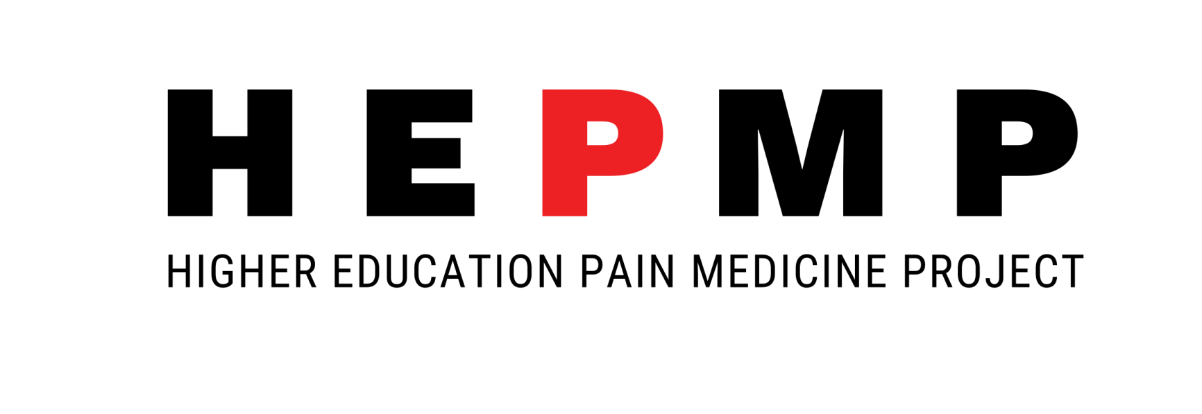 HEPMP
HIGHER EDUCATION PAIN MEDICINE PROJECT